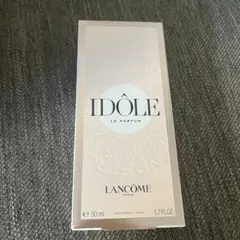 IDÔLE
LE PARFUM
LANCÔME
PARIS
e 50 ml
1.7 FL.OZ